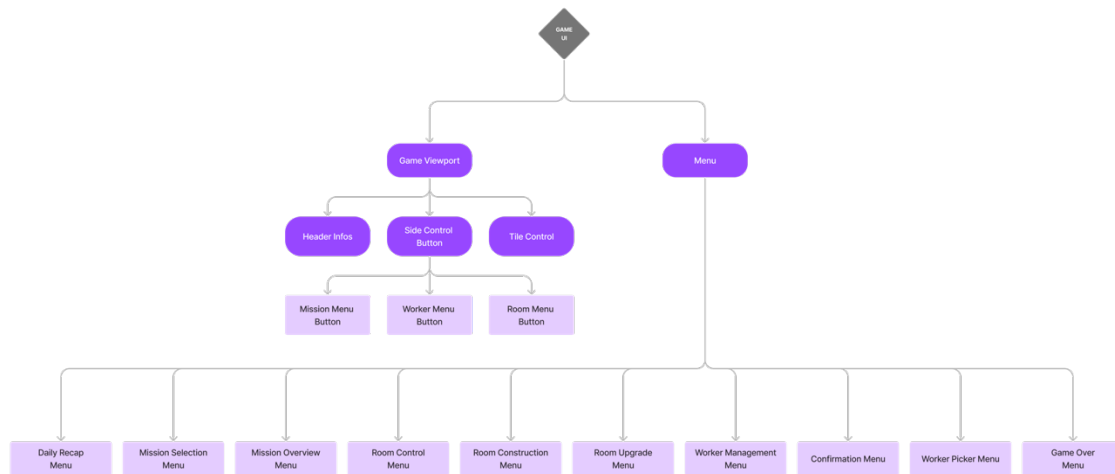 GAME
UI
Game Viewport
Menu
Header Infos
Side Control
Button
Tile Control
Mission Menu
Button
Worker Menu
Button
Room Menu
Button
Daily Recap
Menu
Mission Selection
Menu
Mission Overview
Menu
Room Control
Menu
Room Construction
Menu
Room Upgrade
Menu
Worker Management
Menu
Confirmation Menu
Worker Picker Menu
Game Over
Menu